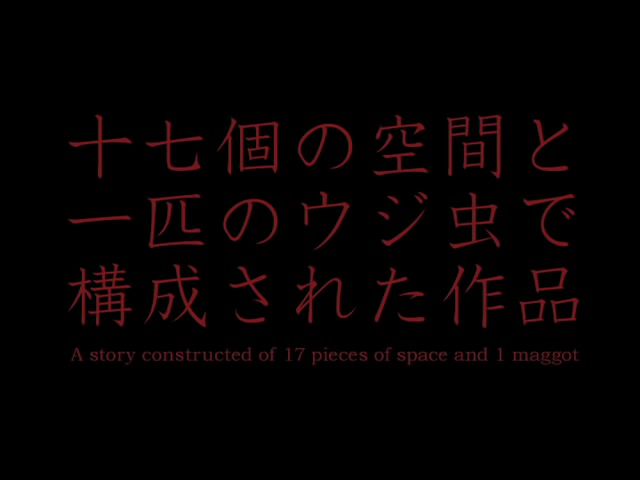 十七個の空間と
一匹のウジ虫で
構成された作品
A story constructed of 17 pieces of space and 1 maggot